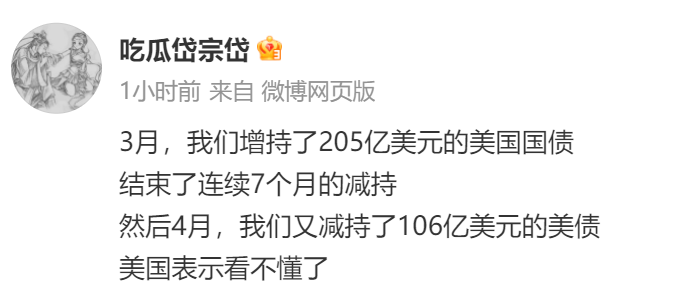 吃瓜岱宗岱
1小时前 来自 微博网页版
3月，我们增持了205亿美元的美国国债
结束了连续7个月的减持
然后4月，我们又减持了106亿美元的美债
美国表示看不懂了